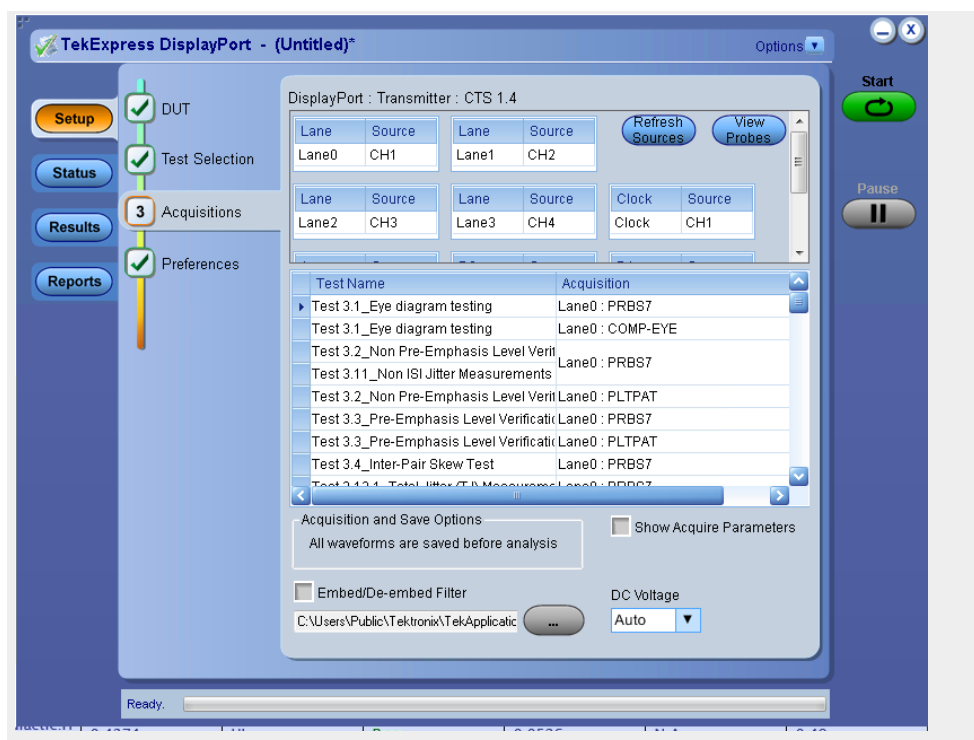 TekExpress DisplayPort - (Untitled)*
Options
Start
Pause
Setup
Status
Results
Reports
DUT
Test Selection
3 Acquisitions
Preferences
DisplayPort : Transmitter : CTS 1.4
Lane Source Lane Source Refresh Sources View Probes
Lane0 CH1 Lane1 CH2
Lane Source Lane Source Clock Source
Lane2 CH3 Lane3 CH4 Clock CH1
Test Name Acquisition
Test 3.1_Eye diagram testing Lane0 : PRBS7
Test 3.1_Eye diagram testing Lane0 : COMP-EYE
Test 3.2_Non Pre-Emphasis Level Verif
Lane0 : PRBS7
Test 3.11_Non ISI Jitter Measurements
Test 3.2_Non Pre-Emphasis Level Verif Lane0 : PLTPAT
Test 3.3_Pre-Emphasis Level Verificatic Lane0 : PRBS7
Test 3.3_Pre-Emphasis Level Verificatic Lane0 : PLTPAT
Test 3.4_Inter-Pair Skew Test Lane0 : PRBS7
Acquisition and Save Options
All waveforms are saved before analysis
Show Acquire Parameters
Embed/De-embed Filter
DC Voltage
C:\Users\Public\Tektronix\TekApplicatic ... Auto
Ready.